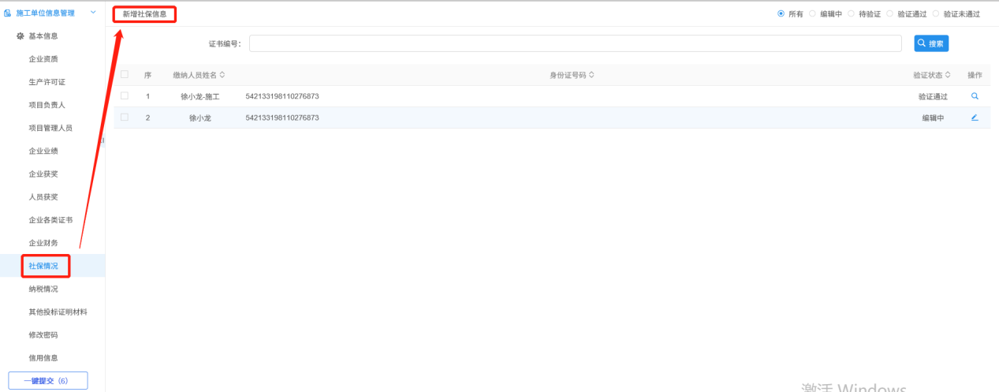 施工单位信息管理
基本信息
企业资质
生产许可证
项目负责人
项目管理人员
企业业绩
企业获奖
人员获奖
企业各类证书
企业财务
社保情况
纳税情况
其他投标证明材料
修改密码
信用信息
一键提交（6）
新增社保信息
所有 编辑中 待验证 验证通过 验证未通过
证书编号： 搜索
序 缴纳人员姓名 身份证号码 验证状态 操作
1 徐小龙-施工 542133198110276873 验证通过
2 徐小龙 542133198110276873 编辑中
激活 Windows